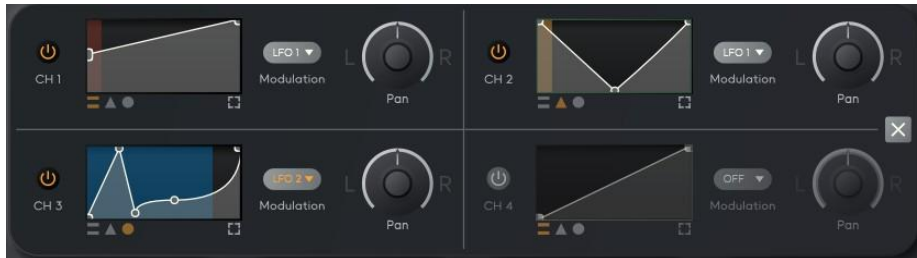 LFO 1 L R
CH 1 Modulation
Pan
LFO 1 L R
CH 2 Modulation
Pan
LFO 2 L R
CH 3 Modulation
Pan
OFF L R
CH 4 Modulation
Pan